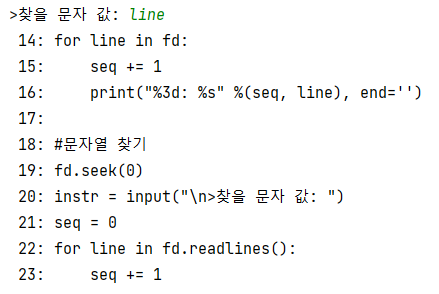 >찾을 문자 값: line
14: for line in fd:
15:     seq += 1
16:     print("%3d: %s" %(seq, line), end='')
17:
18: #문자열 찾기
19: fd.seek(0)
20: instr = input("\n>찾을 문자 값: ")
21: seq = 0
22: for line in fd.readlines():
23:     seq += 1